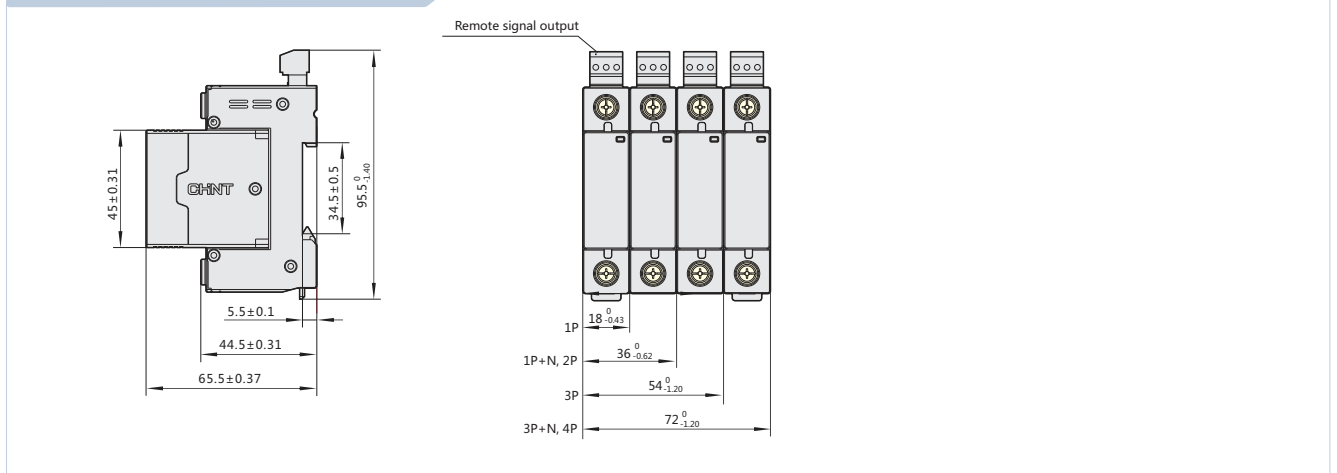 Remote signal output
CHNT
45±0.31
34.5±0.5
95.5 0 -1.40
5.5±0.1
44.5±0.31
65.5±0.37
1P 18 0 -0.43
1P+N, 2P 36 0 -0.62
3P 54 0 -1.20
3P+N, 4P 72 0 -1.20